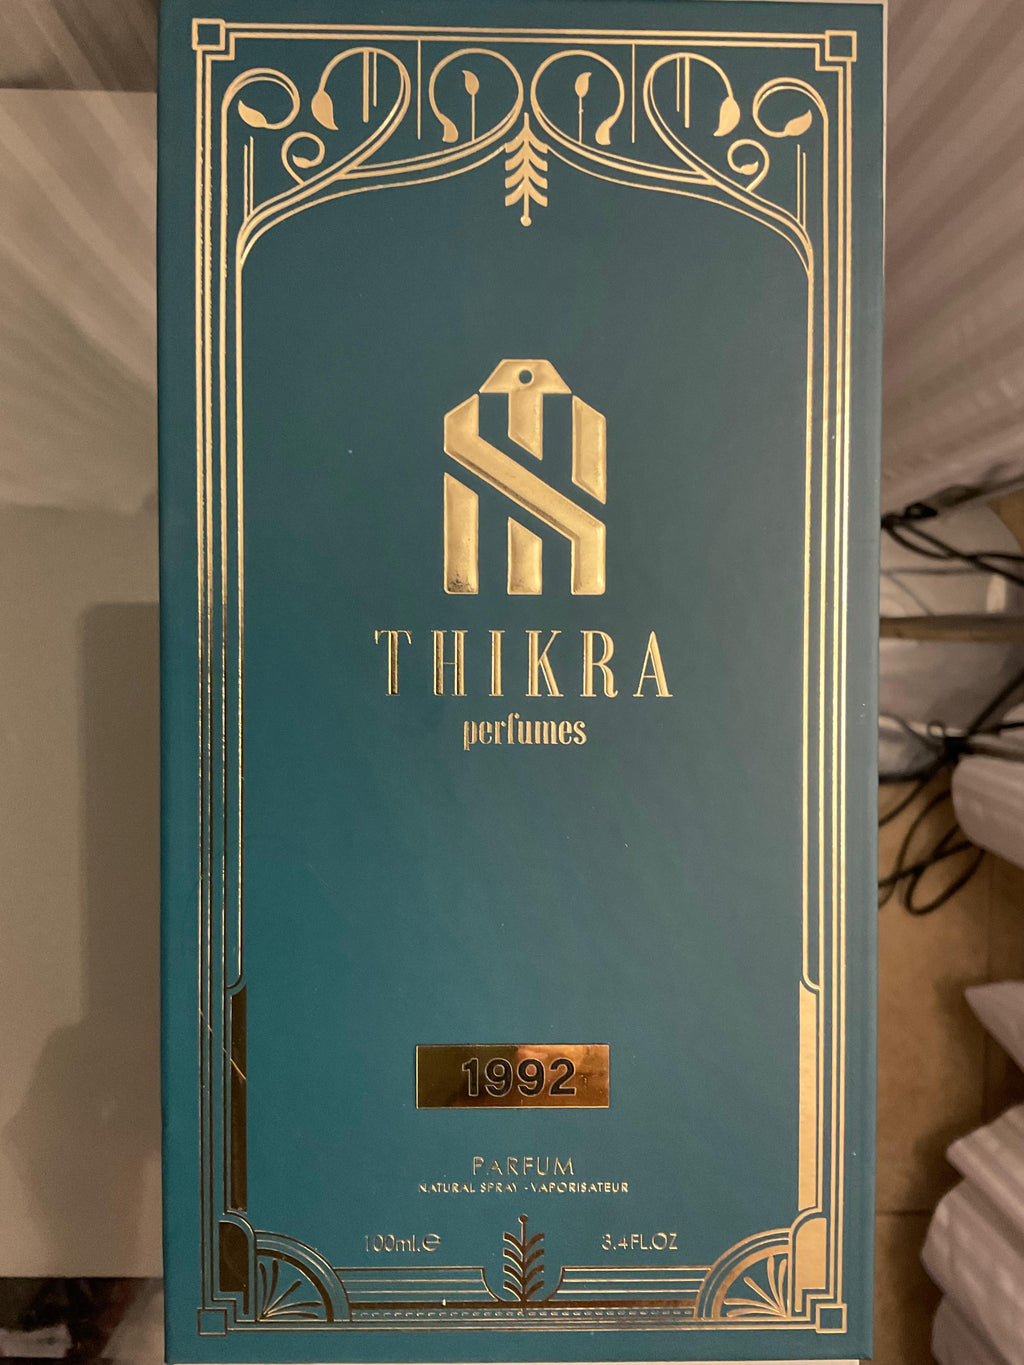 THIKRA
perfumes
1992
PARFUM
NATURAL SPRAY - VAPORISATEUR
100ml.e 3.4FL.OZ